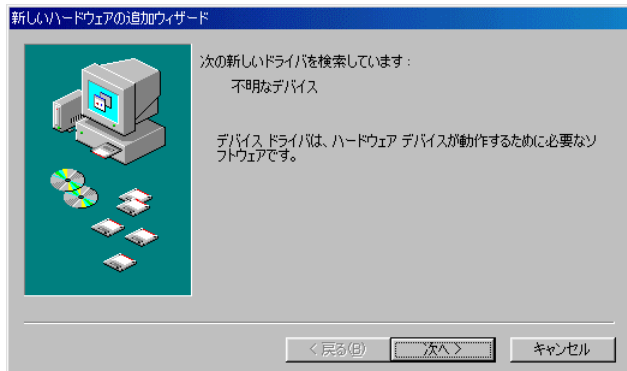 新しいハードウェアの追加ウィザード
次の新しいドライバを検索しています :
不明なデバイス
デバイス ドライバは、ハードウェア デバイスが動作するために必要なソ
フトウェアです。
< 戻る(B)
次へ >
キャンセル